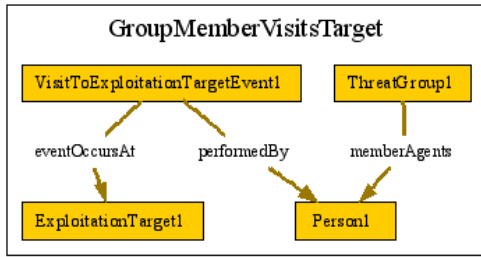 GroupMemberVisitsTarget
VisitToExploitationTargetEvent1
ThreatGroup1
eventOccursAt
performedBy
memberAgents
ExploitationTarget1
Person1